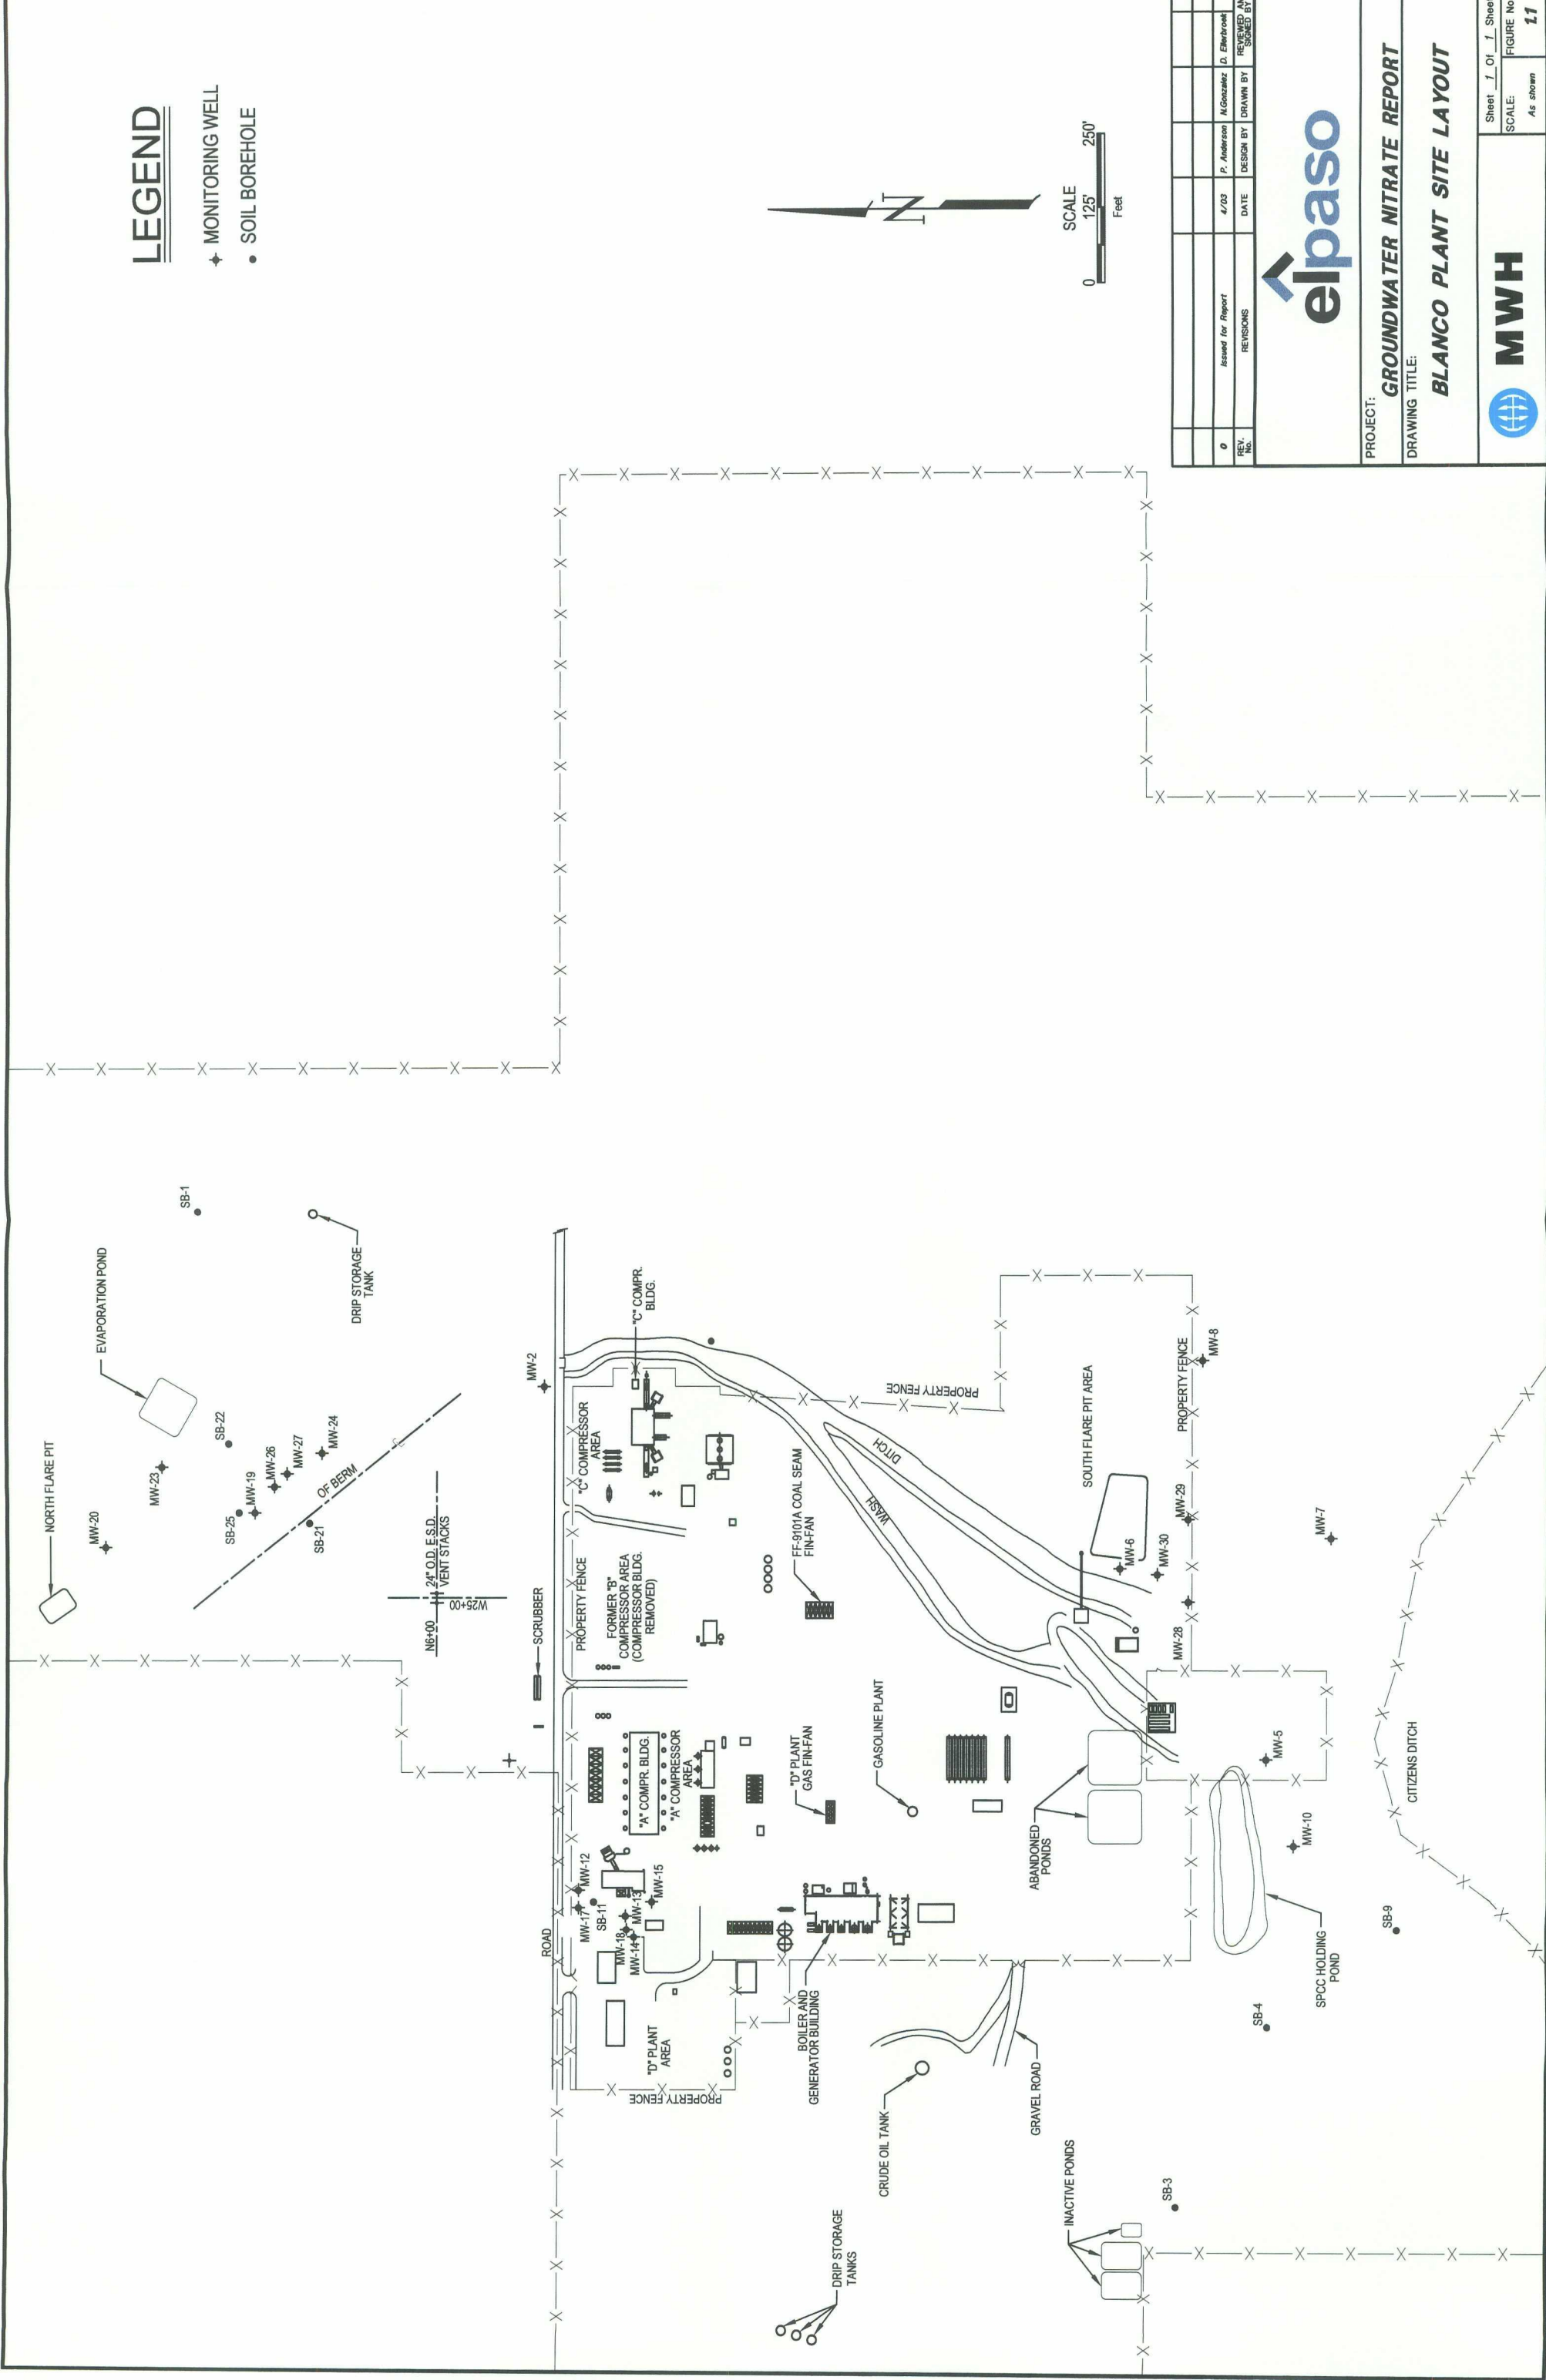 LEGEND
MONITORING WELL
SOIL BOREHOLE
NORTH FLARE PIT
EVAPORATION POND
MW-20
MW-23
SB-1
SB-22
SB-25
MW-19
MW-26
MW-27
MW-24
SB-21
OF BERM
DRIP STORAGE
TANK
24" O.D. E.S.D.
VENT STACKS
N6+00
W25+00
SCRUBBER
MW-2
ROAD
PROPERTY FENCE
MW-17
MW-12
SB-11
MW-18
MW-13
MW-14
MW-15
"A" COMPR. BLDG.
"A" COMPRESSOR
AREA
FORMER "B"
COMPRESSOR AREA
(COMPRESSOR BLDG.
REMOVED)
"C" COMPRESSOR
AREA
"C" COMPR.
BLDG.
"D" PLANT
AREA
PROPERTY FENCE
DRIP STORAGE
TANKS
BOILER AND
GENERATOR BUILDING
"D" PLANT
GAS FIN-FAN
FF-9101A COAL SEAM
FIN-FAN
CRUDE OIL TANK
GASOLINE PLANT
WASH
DITCH
PROPERTY FENCE
GRAVEL ROAD
ABANDONED
PONDS
SOUTH FLARE PIT AREA
INACTIVE PONDS
SB-3
MW-6
MW-30
MW-28
MW-29
PROPERTY FENCE
MW-8
SB-4
MW-5
MW-10
MW-7
SPCC HOLDING
POND
SB-9
CITIZENS DITCH
N
SCALE
0 125' 250'
Feet
0 Issued for Report 4/03 P. Anderson N.Gonzalez D. Ellerbroek
REV. No. REVISIONS DATE DESIGN BY DRAWN BY REVIEWED SIGNED BY
elpaso
PROJECT:
GROUNDWATER NITRATE REPORT
DRAWING TITLE:
BLANCO PLANT SITE LAYOUT
MWH
Sheet 1 Of 1
SCALE: As shown
FIGURE No 1.1